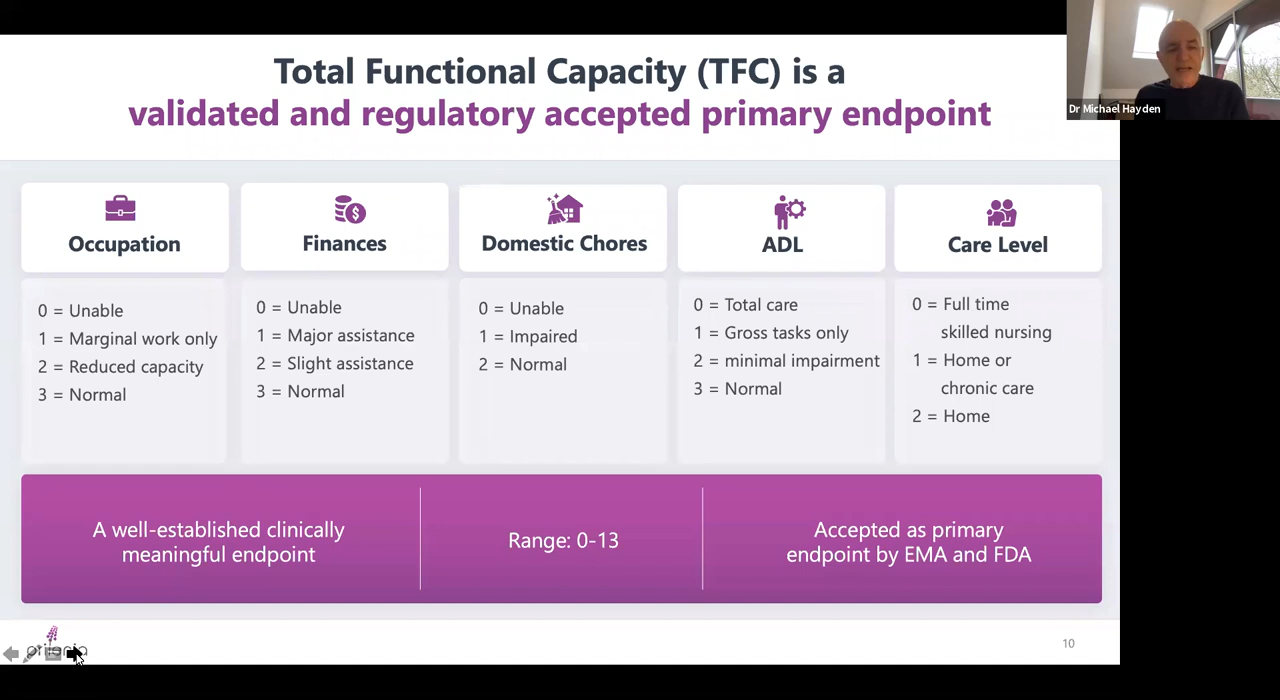 Total Functional Capacity (TFC) is a
validated and regulatory accepted primary endpoint
Dr Michael Hayden
Occupation
0 = Unable
1 = Marginal work only
2 = Reduced capacity
3 = Normal
Finances
0 = Unable
1 = Major assistance
2 = Slight assistance
3 = Normal
Domestic Chores
0 = Unable
1 = Impaired
2 = Normal
ADL
0 = Total care
1 = Gross tasks only
2 = minimal impairment
3 = Normal
Care Level
0 = Full time
skilled nursing
1 = Home or
chronic care
2 = Home
A well-established clinically
meaningful endpoint
Range: 0-13
Accepted as primary
endpoint by EMA and FDA
10